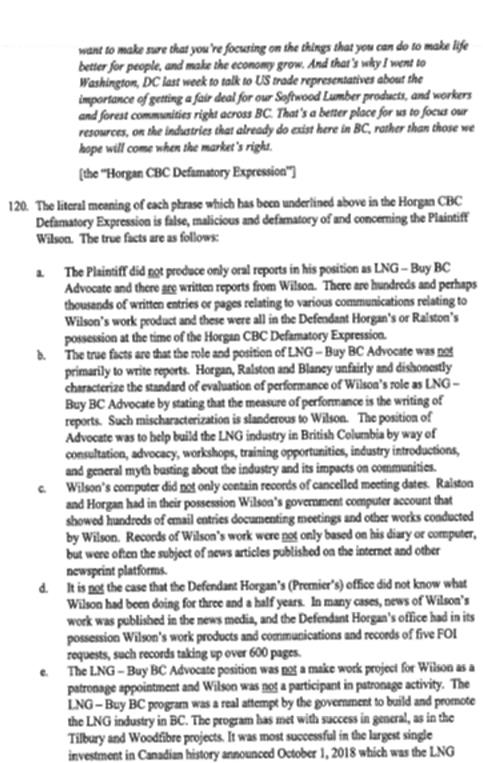 want to make sure that you're focusing on the things that you can do to make life
better for people, and make the economy grow. And that's why I went to
Washington, DC last week to talk to US trade representatives about the
importance of getting a fair deal for our Softwood Lumber products, and workers
and forest communities right across BC. That's a better place for us to focus our
resources, on the industries that already do exist here in BC, rather than those we
hope will come when the market's right.
[the "Horgan CBC Defamatory Expression"]
120. The literal meaning of each phrase which has been underlined above in the Horgan CBC
Defamatory Expression is false, malicious and defamatory of and concerning the Plaintiff
Wilson. The true facts are as follows:
a. The Plaintiff did not produce only oral reports in his position as LNG – Buy BC
Advocate and there are written reports from Wilson. There are hundreds and perhaps
thousands of written entries or pages relating to various communications relating to
Wilson's work product and these were all in the Defendant Horgan's or Ralston's
possession at the time of the Horgan CBC Defamatory Expression.
b. The true facts are that the role and position of LNG – Buy BC Advocate was not
primarily to write reports. Horgan, Ralston and Blaney unfairly and dishonestly
characterize the standard of evaluation of performance of Wilson's role as LNG –
Buy BC Advocate by stating that the measure of performance is the writing of
reports. Such mischaracterization is slanderous to Wilson. The position of
Advocate was to help build the LNG industry in British Columbia by way of
consultation, advocacy, workshops, training opportunities, industry introductions,
and general myth busting about the industry and its impacts on communities.
c. Wilson's computer did not only contain records of cancelled meeting dates. Ralston
and Horgan had in their possession Wilson's government computer account that
showed hundreds of email entries documenting meetings and other works conducted
by Wilson. Records of Wilson's work were not only based on his diary or computer,
but were often the subject of news articles published on the internet and other
newsprint platforms.
d. It is not the case that the Defendant Horgan's (Premier's) office did not know what
Wilson had been doing for three and a half years. In many cases, news of Wilson's
work was published in the news media, and the Defendant Horgan's office had in its
possession Wilson's work products and communications and records of five FOI
requests, such records taking up over 600 pages.
e. The LNG – Buy BC Advocate position was not a make work project for Wilson as a
patronage appointment and Wilson was not a participant in patronage activity. The
LNG – Buy BC program was a real attempt by the government to build and promote
the LNG industry in BC. The program has met with success in general, as in the
Tilbury and Woodfibre projects. It was most successful in the largest single
investment in Canadian history announced October 1, 2018 which was the LNG